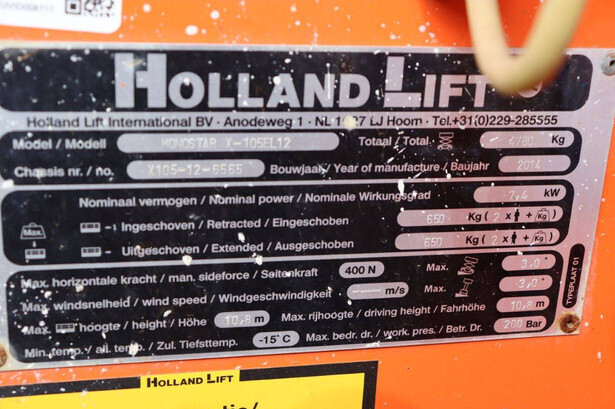 HOLLAND LIFT
Holland Lift International BV · Anodeweg 1 · NL 1627 LJ Hoorn · Tel.+31(0)229-285555
Model / Modell MONOSTAR X-105EL12 Totaal / Total Kg
Chassis nr. / no. X105-32-6565 Bouwjaar/ Year of manufacture / Baujahr 2014
Nominaal vermogen / Nominal power / Nominale Wirkungsgrad 7,4 kW
Max. Ingeschoven / Retracted / Eingeschoben 650 Kg ( 2 x + Kg )
Uitgeschoven / Extended / Ausgeschoben 650 Kg ( 2 x + Kg )
Max. horizontale kracht / man. sideforce / Seitenkraft 400 N Max. 3,0°
Max. windsnelheid / wind speed / Windgeschwindigkeit m/s Max. 3,0°
Max. hoogte / height / Höhe 10,8 m Max. rijhoogte / driving height / Fahrhöhe 10,8 m
Min. temp. / air. temp. / Zul. Tiefsttemp. -15°C Max. bedr. dr. / work. pres. / Betr. Dr. 200 Bar
TYPEPLAAT 01
HOLLAND LIFT